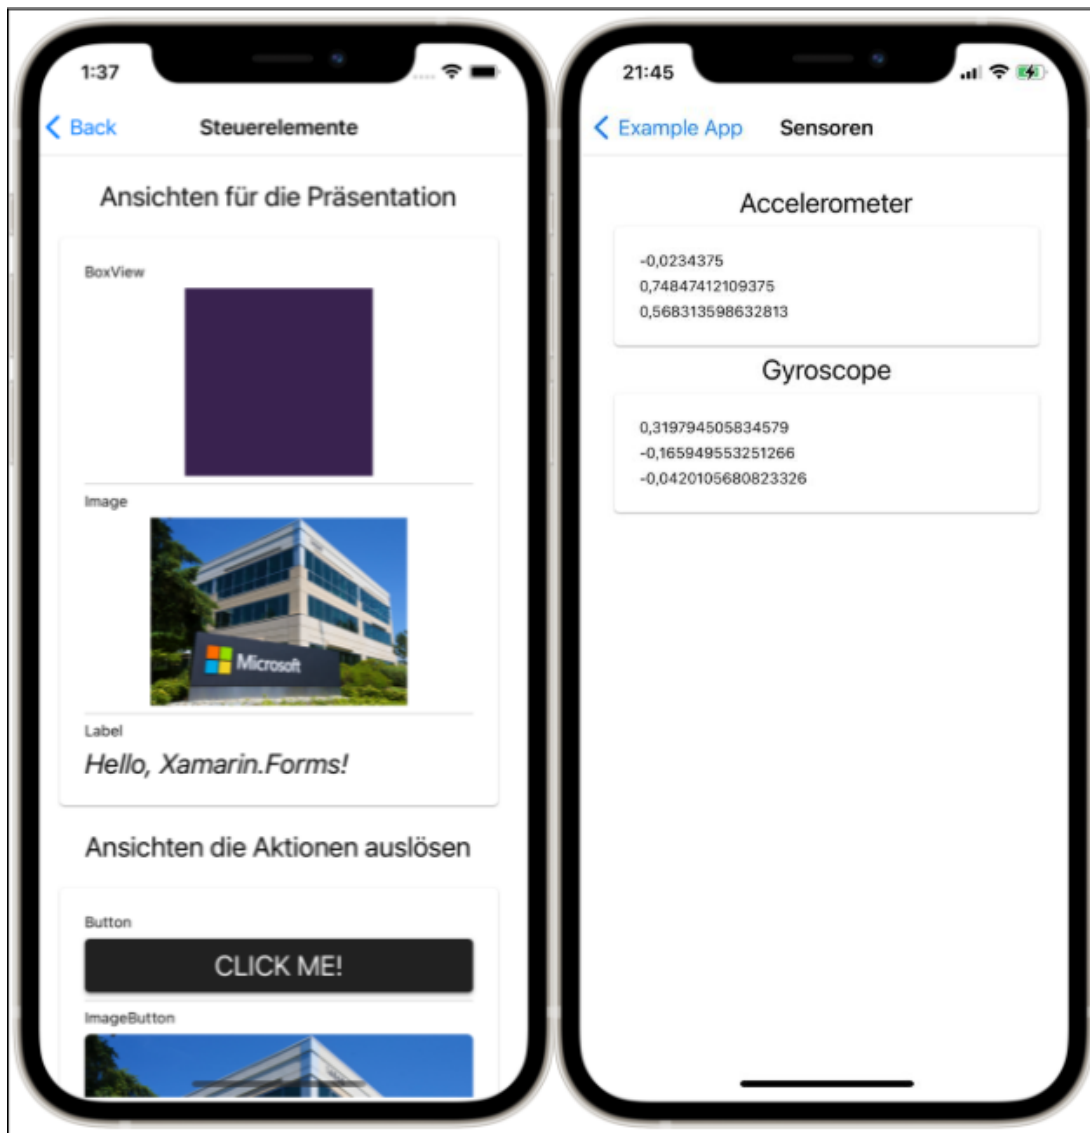 1:37
Back
Steuerelemente
Ansichten für die Präsentation
BoxView
Image
Microsoft
Label
Hello, Xamarin.Forms!
Ansichten die Aktionen auslösen
Button
CLICK ME!
ImageButton
21:45
Example App
Sensoren
Accelerometer
-0,0234375
0,74847412109375
0,568313598632813
Gyroscope
0,319794505834579
-0,165949553251266
-0,0420105680823326